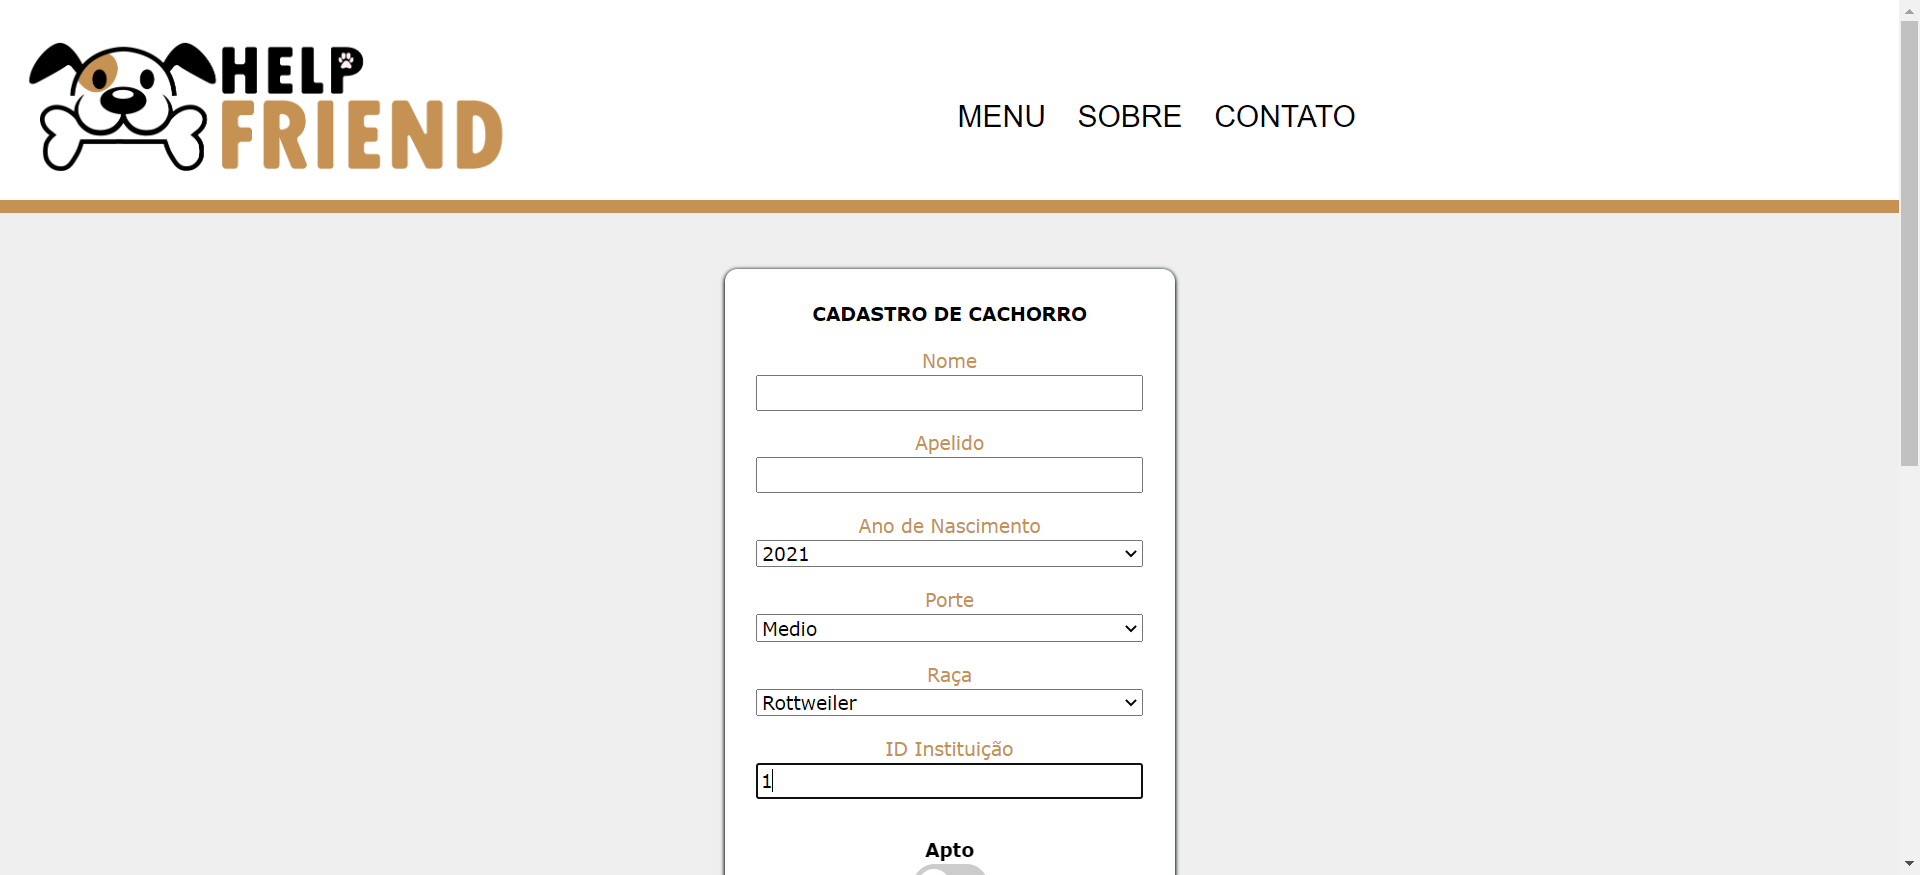 HELP
FRIEND
MENU SOBRE CONTATO
CADASTRO DE CACHORRO
Nome
Apelido
Ano de Nascimento
2021
Porte
Medio
Raça
Rottweiler
ID Instituição
1
Apto